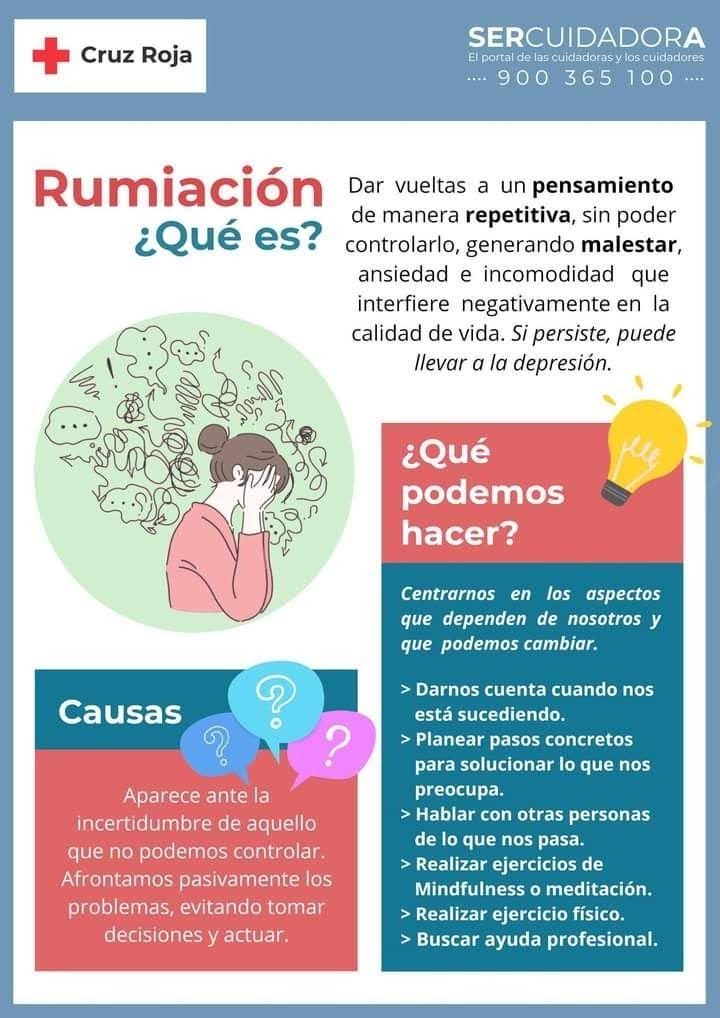 Cruz Roja
SERCUIDADORA
El portal de las cuidadoras y los cuidadores
···· 900 365 100 ····
Rumiación
¿Qué es?
Dar vueltas a un pensamiento
de manera repetitiva, sin poder
controlarlo, generando malestar,
ansiedad e incomodidad que
interfiere negativamente en la
calidad de vida. Si persiste, puede
llevar a la depresión.
¿Qué
podemos
hacer?
Centrarnos en los aspectos
que dependen de nosotros y
que podemos cambiar.
> Darnos cuenta cuando nos
está sucediendo.
> Planear pasos concretos
para solucionar lo que nos
preocupa.
> Hablar con otras personas
de lo que nos pasa.
> Realizar ejercicios de
Mindfulness o meditación.
> Realizar ejercicio físico.
> Buscar ayuda profesional.
Causas
? ? ?
Aparece ante la
incertidumbre de aquello
que no podemos controlar.
Afrontamos pasivamente los
problemas, evitando tomar
decisiones y actuar.